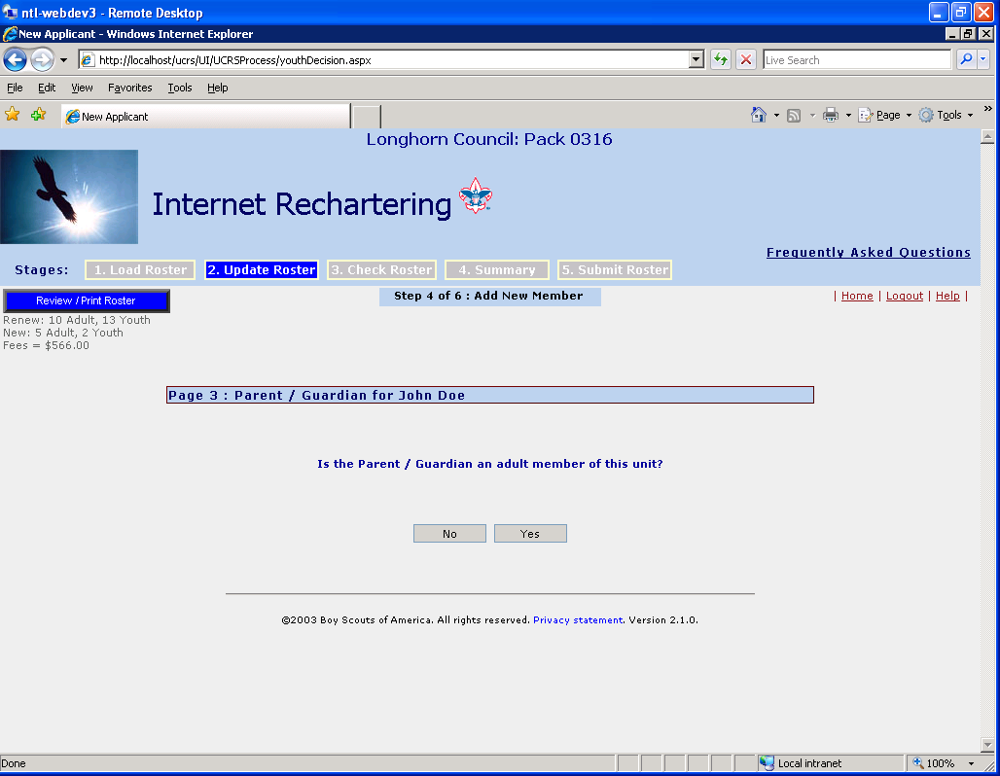 ntl-webdev3 - Remote Desktop
New Applicant - Windows Internet Explorer
http://localhost/ucrs/UI/UCRSProcess/youthDecision.aspx
Live Search
File Edit View Favorites Tools Help
New Applicant
Page Tools »
Longhorn Council: Pack 0316
Internet Rechartering
Frequently Asked Questions
Stages: 1. Load Roster 2. Update Roster 3. Check Roster 4. Summary 5. Submit Roster
Review / Print Roster
Step 4 of 6 : Add New Member
| Home | Logout | Help |
Renew: 10 Adult, 13 Youth
New: 5 Adult, 2 Youth
Fees = $566.00
Page 3 : Parent / Guardian for John Doe
Is the Parent / Guardian an adult member of this unit?
No Yes
©2003 Boy Scouts of America. All rights reserved. Privacy statement. Version 2.1.0.
Done Local intranet 100%